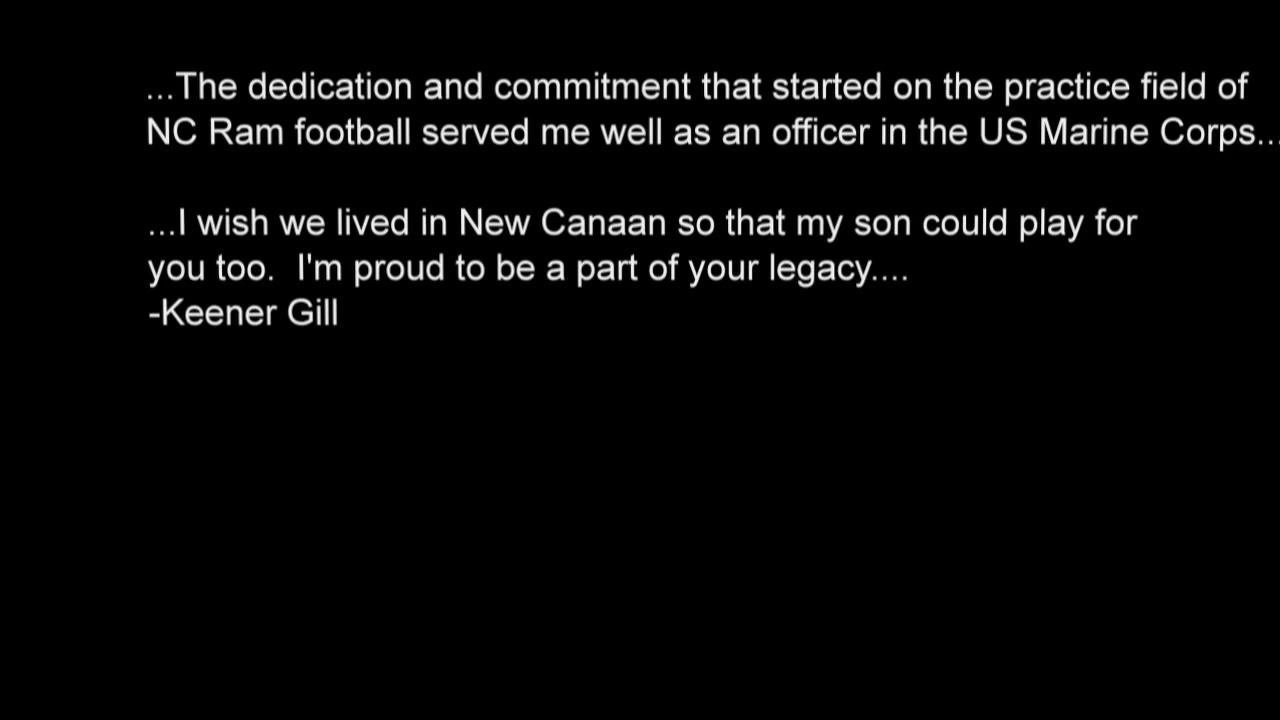 ...The dedication and commitment that started on the practice field of
NC Ram football served me well as an officer in the US Marine Corps...
...I wish we lived in New Canaan so that my son could play for
you too.  I'm proud to be a part of your legacy....
-Keener Gill